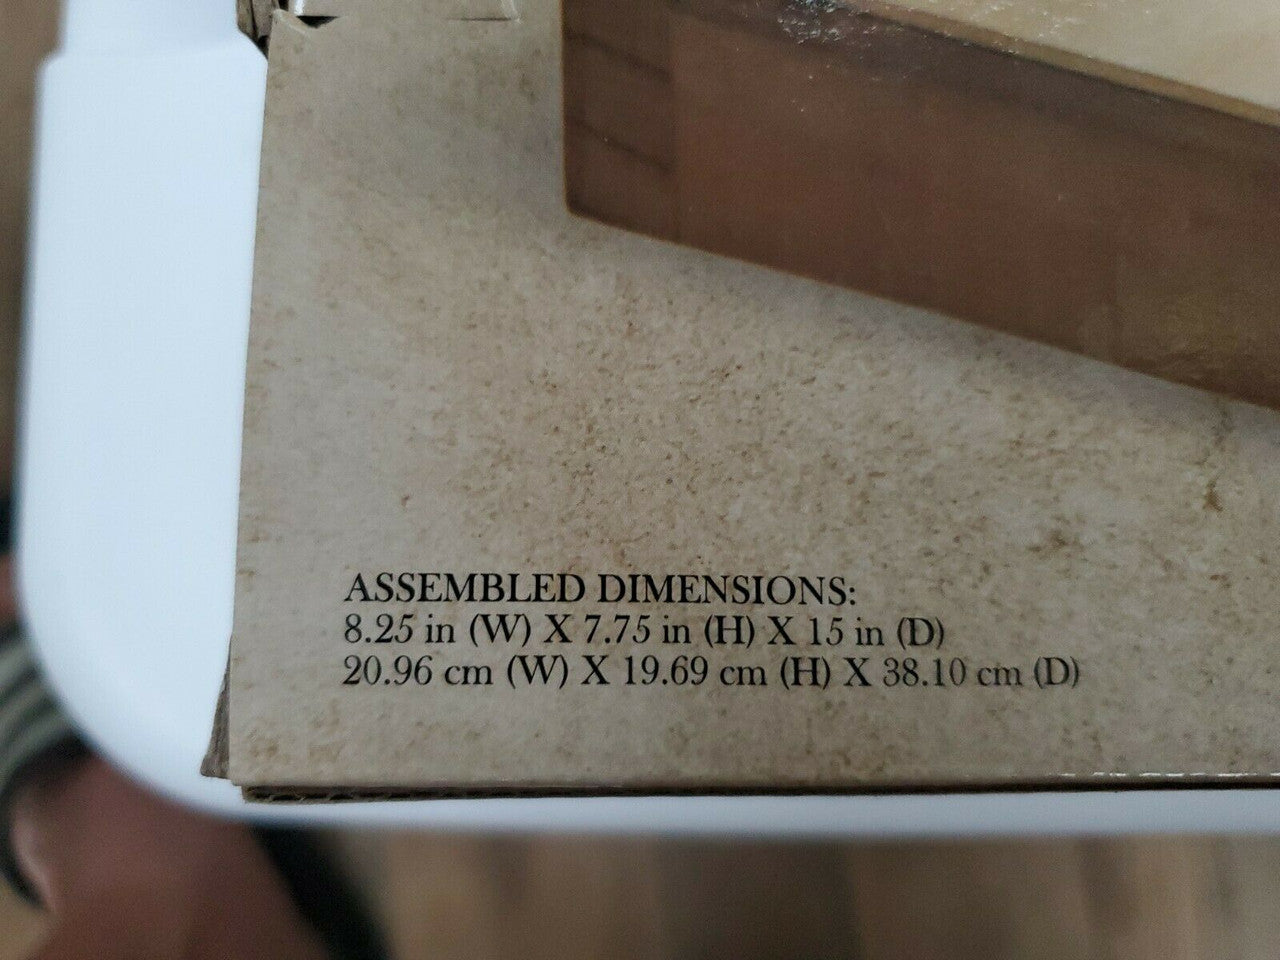 ASSEMBLED DIMENSIONS:
8.25 in (W) X 7.75 in (H) X 15 in (D)
20.96 cm (W) X 19.69 cm (H) X 38.10 cm (D)